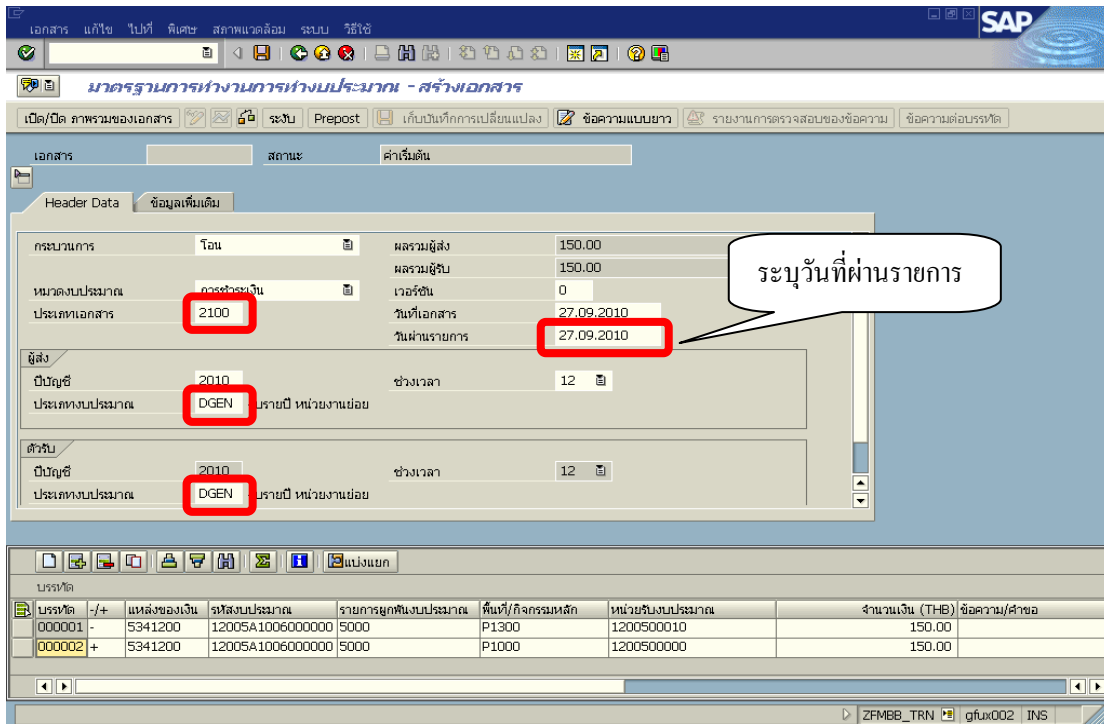 เอกสาร แก้ไข ไปที่ พิเศษ สภาพแวดล้อม ระบบ วิธีใช้
SAP
มาตรฐานการทำงานการทำงบประมาณ - สร้างเอกสาร
เปิด/ปิด ภาพรวมของเอกสาร ระงับ Prepost เก็บบันทึกการเปลี่ยนแปลง ข้อความแบบยาว รายงานการตรวจสอบของข้อความ ข้อความต่อบรรทัด
เอกสาร สถานะ ค่าเริ่มต้น
Header Data ข้อมูลเพิ่มเติม
กระบวนการ โอน ผลรวมผู้ส่ง 150.00
ผลรวมผู้รับ 150.00
ระบุวันที่ผ่านรายการ
หมวดงบประมาณ การชำระเงิน เวอร์ชัน 0
ประเภทเอกสาร 2100 วันที่เอกสาร 27.09.2010
วันผ่านรายการ 27.09.2010
ผู้ส่ง
ปีบัญชี 2010 ช่วงเวลา 12
ประเภทงบประมาณ DGEN บรายปี หน่วยงานย่อย
ตัวรับ
ปีบัญชี 2010 ช่วงเวลา 12
ประเภทงบประมาณ DGEN บรายปี หน่วยงานย่อย
แบ่งแยก
บรรทัด
บรรทัด -/+ แหล่งของเงิน รหัสงบประมาณ รายการผูกพันงบประมาณ พื้นที่/กิจกรรมหลัก หน่วยรับงบประมาณ จำนวนเงิน (THB) ข้อความ/คำขอ
000001 - 5341200 12005A1006000000 5000 P1300 1200500010 150.00
000002 + 5341200 12005A1006000000 5000 P1000 1200500000 150.00
ZFMBB_TRN gfux002 INS